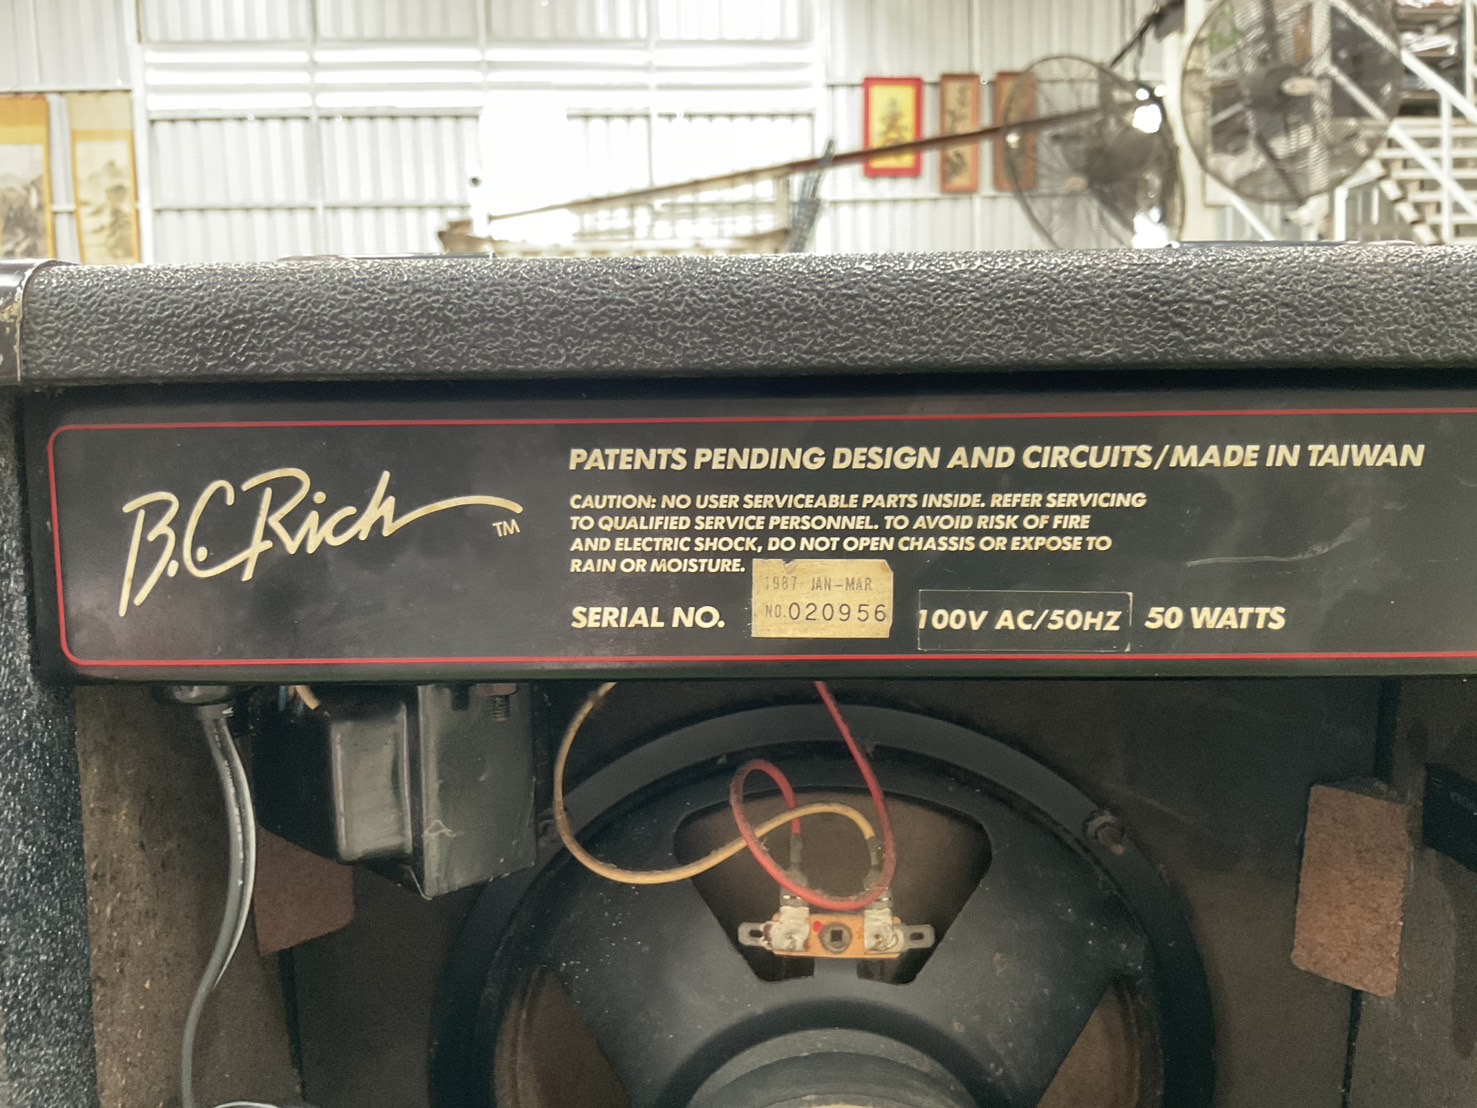 B.C.Rich TM
PATENTS PENDING DESIGN AND CIRCUITS/MADE IN TAIWAN
CAUTION: NO USER SERVICEABLE PARTS INSIDE. REFER SERVICING
TO QUALIFIED SERVICE PERSONNEL. TO AVOID RISK OF FIRE
AND ELECTRIC SHOCK, DO NOT OPEN CHASSIS OR EXPOSE TO
RAIN OR MOISTURE.
1987 JAN-MAR
SERIAL NO. NO.020956 100V AC/50HZ 50 WATTS